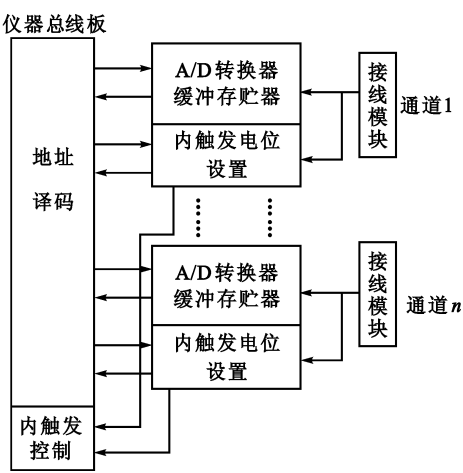 仪器总线板
地址
译码
A/D转换器
缓冲存贮器
内触发电位
设置
接线模块
通道1
A/D转换器
缓冲存贮器
内触发电位
设置
接线模块
通道n
内触发
控制